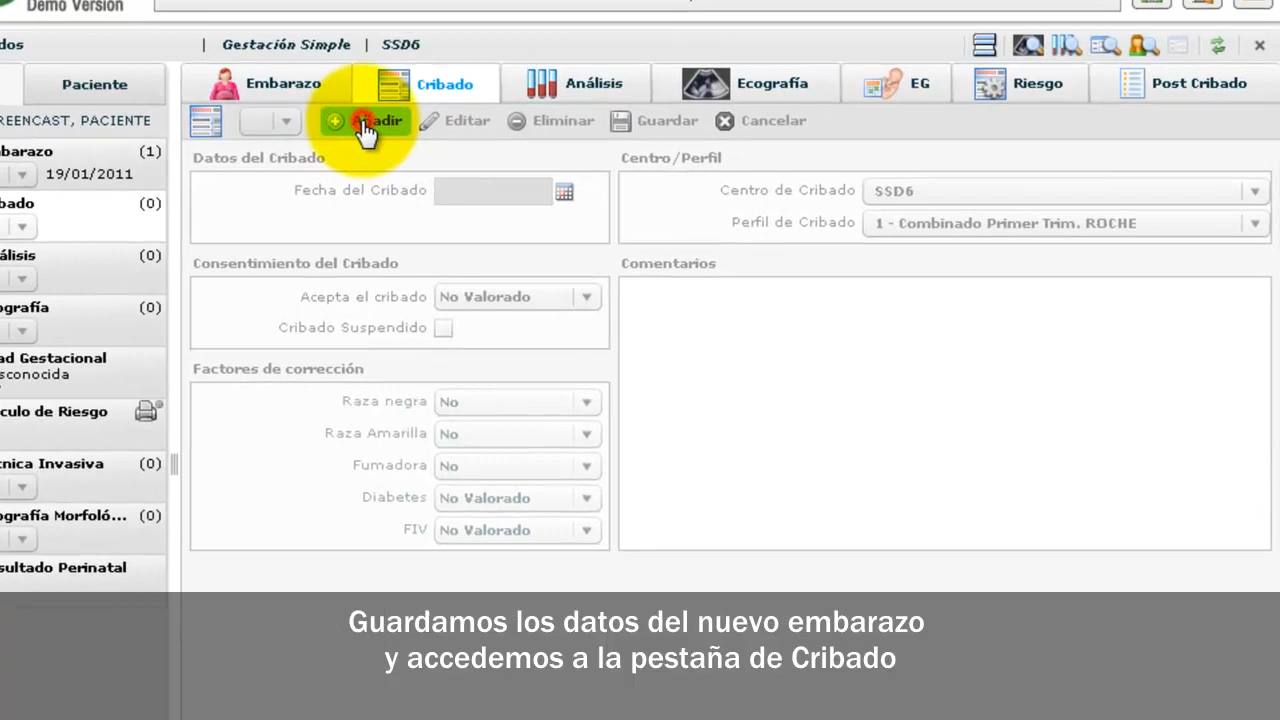 Demo Versión
dos | Gestación Simple | SSD6
Paciente Embarazo Cribado Análisis Ecografía EG Riesgo Post Cribado
REENCAST, PACIENTE
Añadir Editar Eliminar Guardar Cancelar
nbarazo (1)
19/01/2011
bado (0)
álisis (0)
ografía (0)
ad Gestacional
sconocida
culo de Riesgo
cnica Invasiva (0)
ografía Morfoló... (0)
sultado Perinatal
Datos del Cribado
Fecha del Cribado
Centro/Perfil
Centro de Cribado SSD6
Perfil de Cribado 1 - Combinado Primer Trim. ROCHE
Consentimiento del Cribado
Acepta el cribado No Valorado
Cribado Suspendido
Comentarios
Factores de corrección
Raza negra No
Raza Amarilla No
Fumadora No
Diabetes No Valorado
FIV No Valorado
Guardamos los datos del nuevo embarazo
y accedemos a la pestaña de Cribado